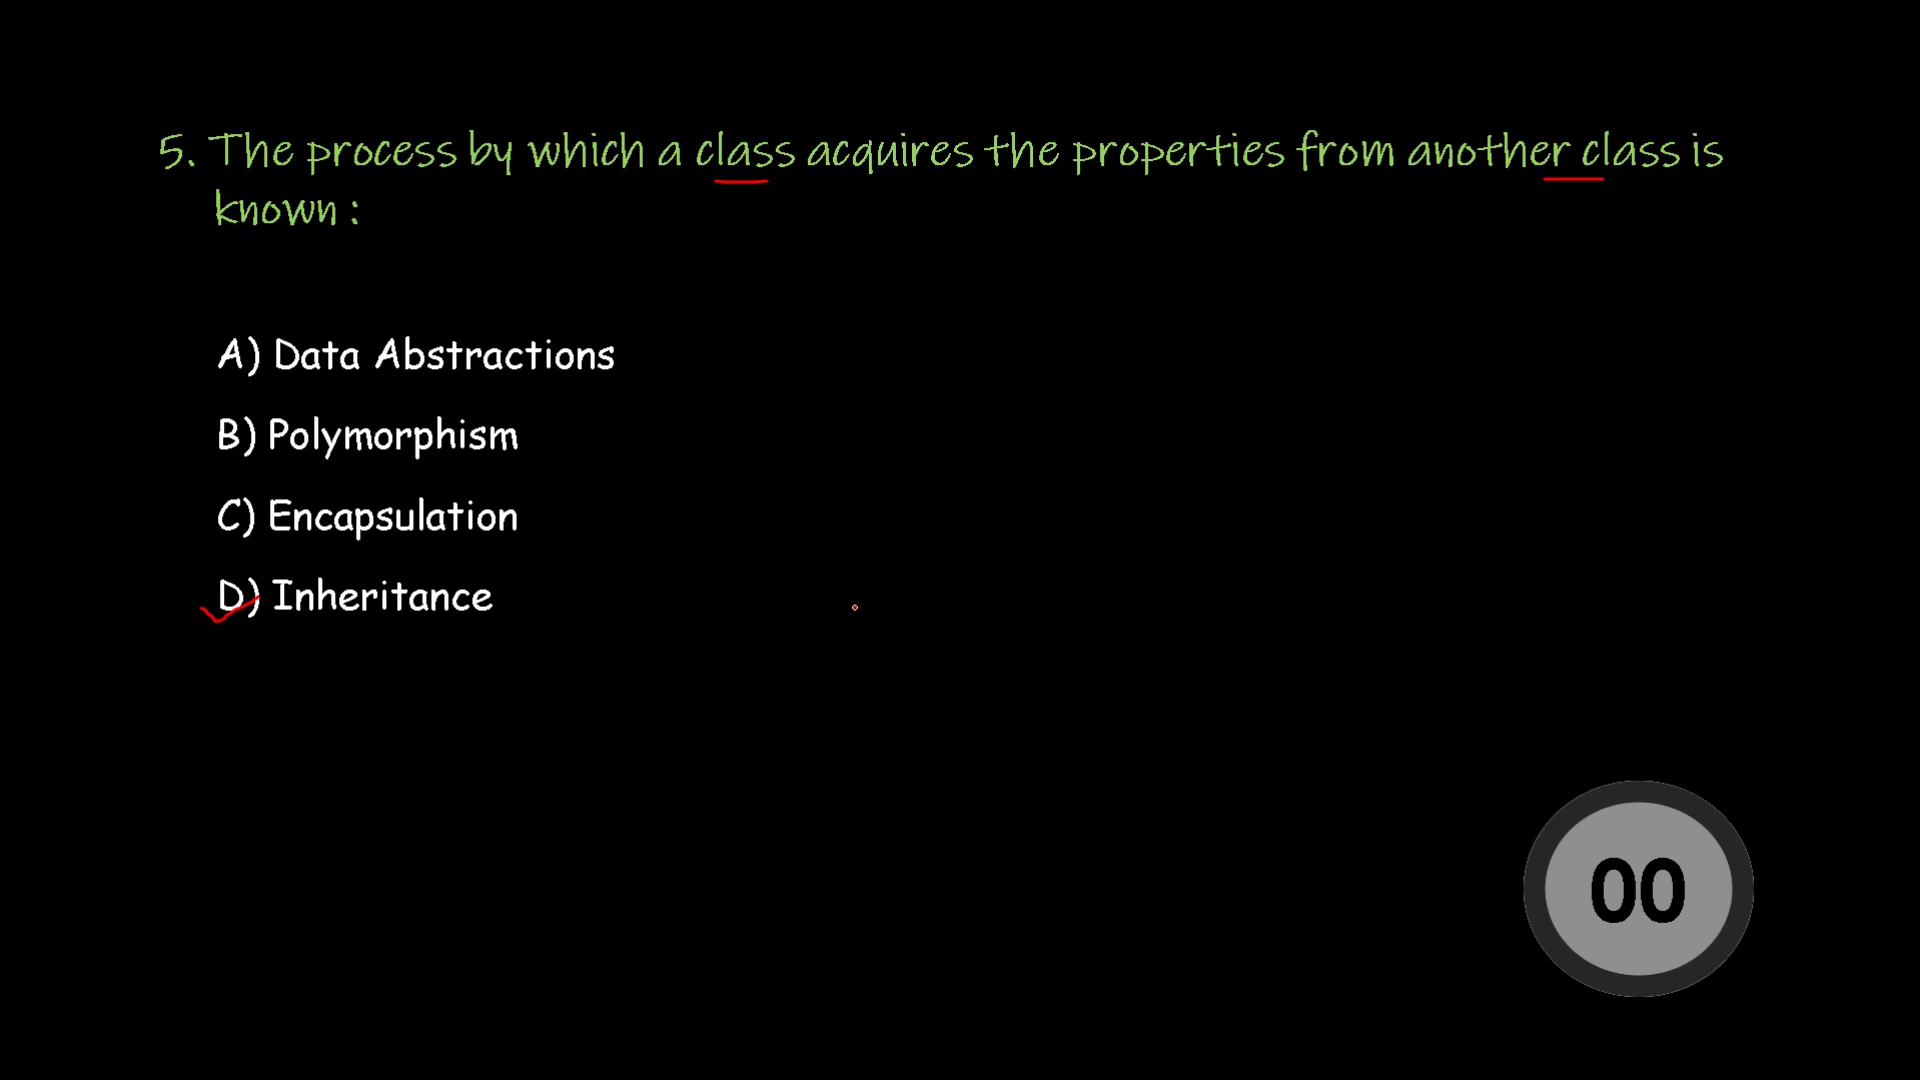 5. The process by which a class acquires the properties from another class is
known :
A) Data Abstractions
B) Polymorphism
C) Encapsulation
D) Inheritance
00